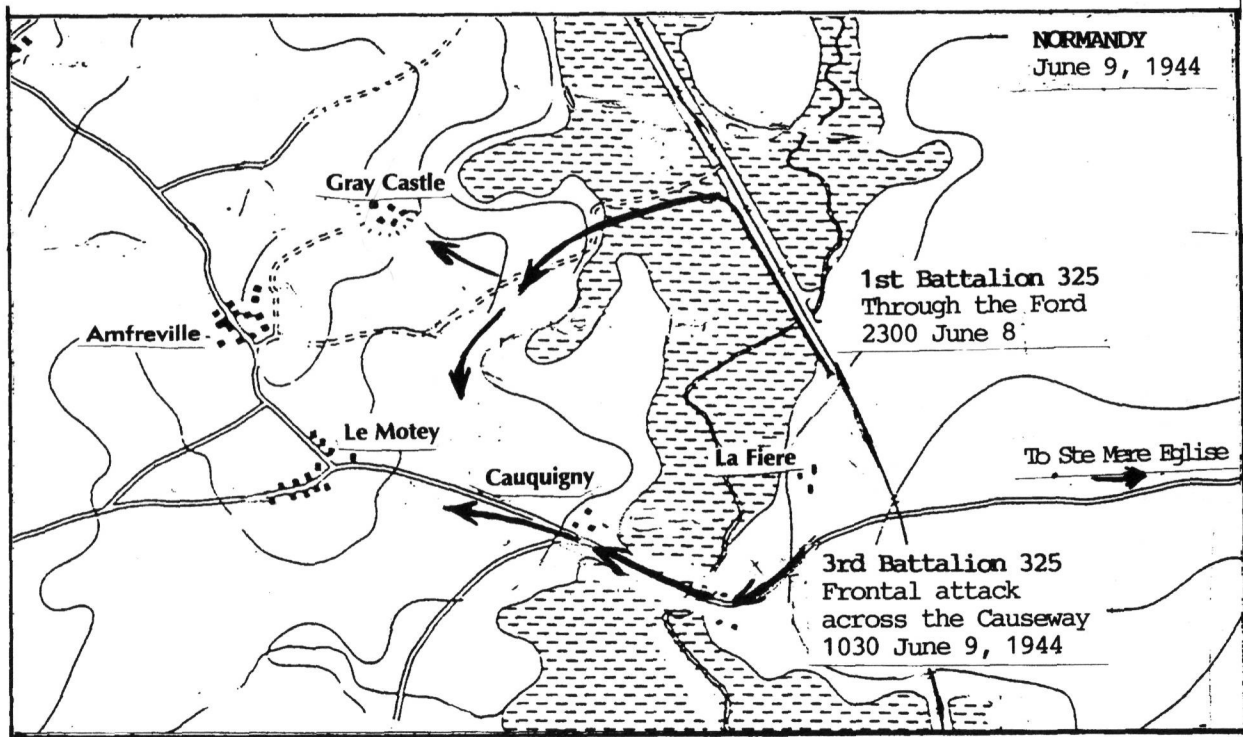 NORMANDY
June 9, 1944
Gray Castle
1st Battalion 325
Through the Ford
2300 June 8
Amfreville
Le Motey
La Fiere
To Ste Mere Eglise
Cauquigny
3rd Battalion 325
Frontal attack
across the Causeway
1030 June 9, 1944